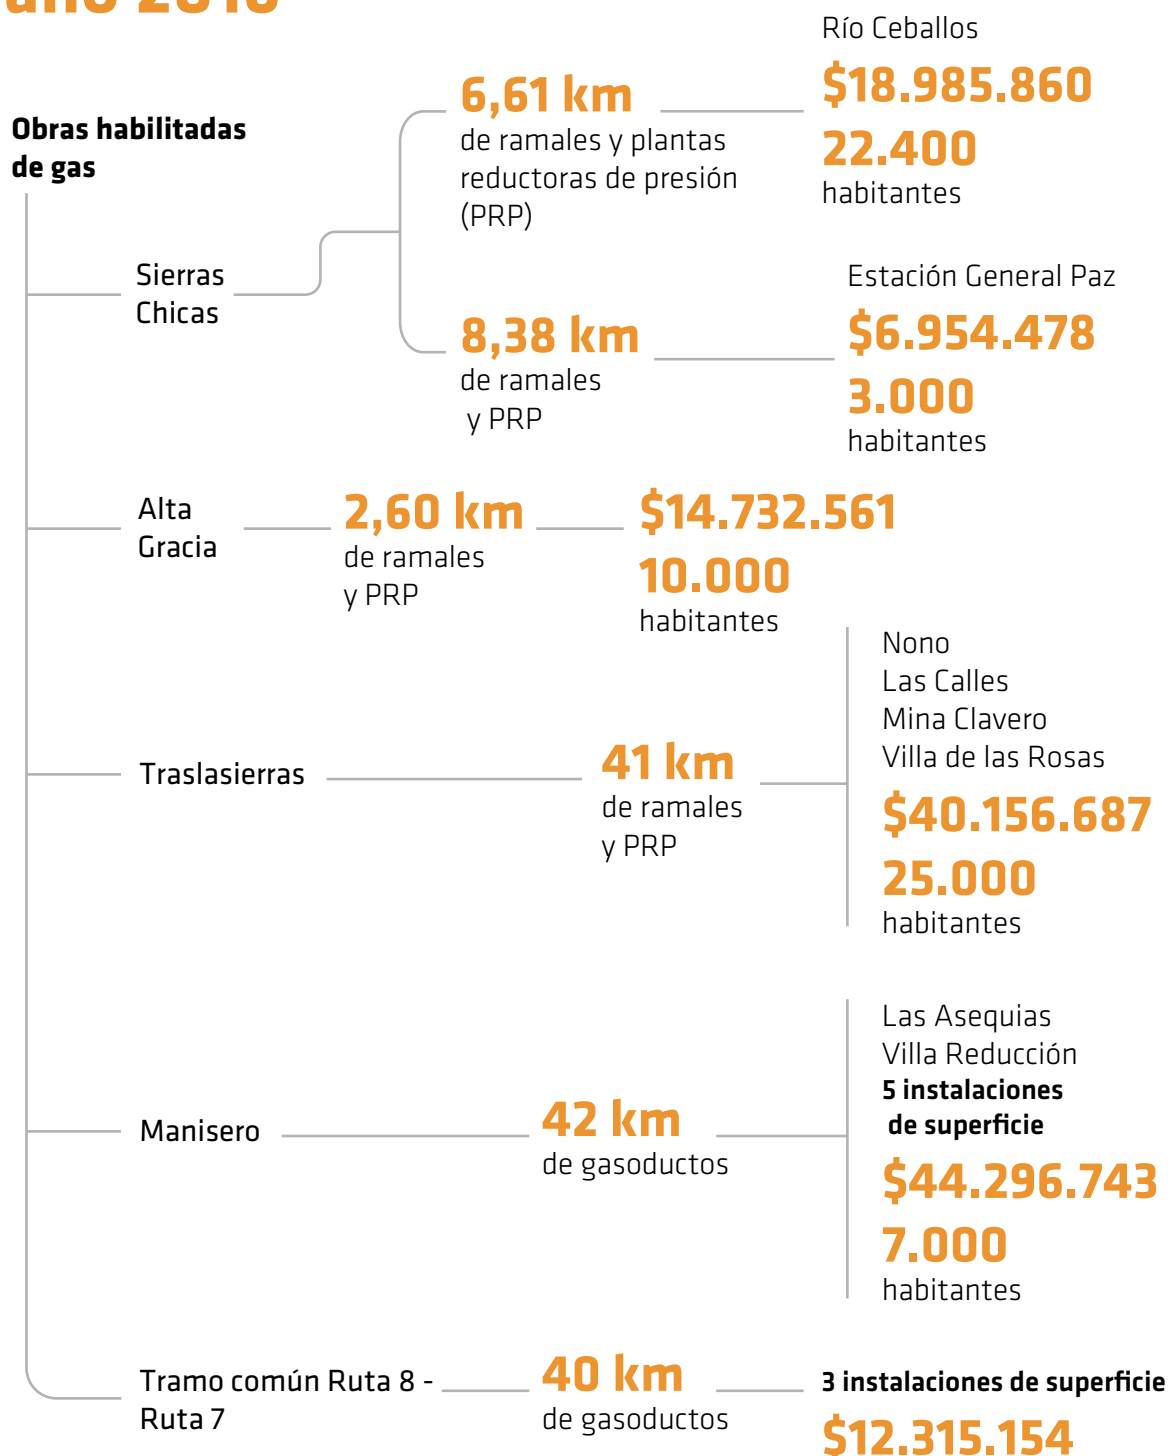 año 2016
Obras habilitadas
de gas
Sierras
Chicas
6,61 km
de ramales y plantas
reductoras de presión
(PRP)
Río Ceballos
$18.985.860
22.400
habitantes
8,38 km
de ramales
y PRP
Estación General Paz
$6.954.478
3.000
habitantes
Alta
Gracia
2,60 km
de ramales
y PRP
$14.732.561
10.000
habitantes
Traslasierras
41 km
de ramales
y PRP
Nono
Las Calles
Mina Clavero
Villa de las Rosas
$40.156.687
25.000
habitantes
Manisero
42 km
de gasoductos
Las Asequias
Villa Reducción
5 instalaciones
de superficie
$44.296.743
7.000
habitantes
Tramo común Ruta 8 -
Ruta 7
40 km
de gasoductos
3 instalaciones de superficie
$12.315.154